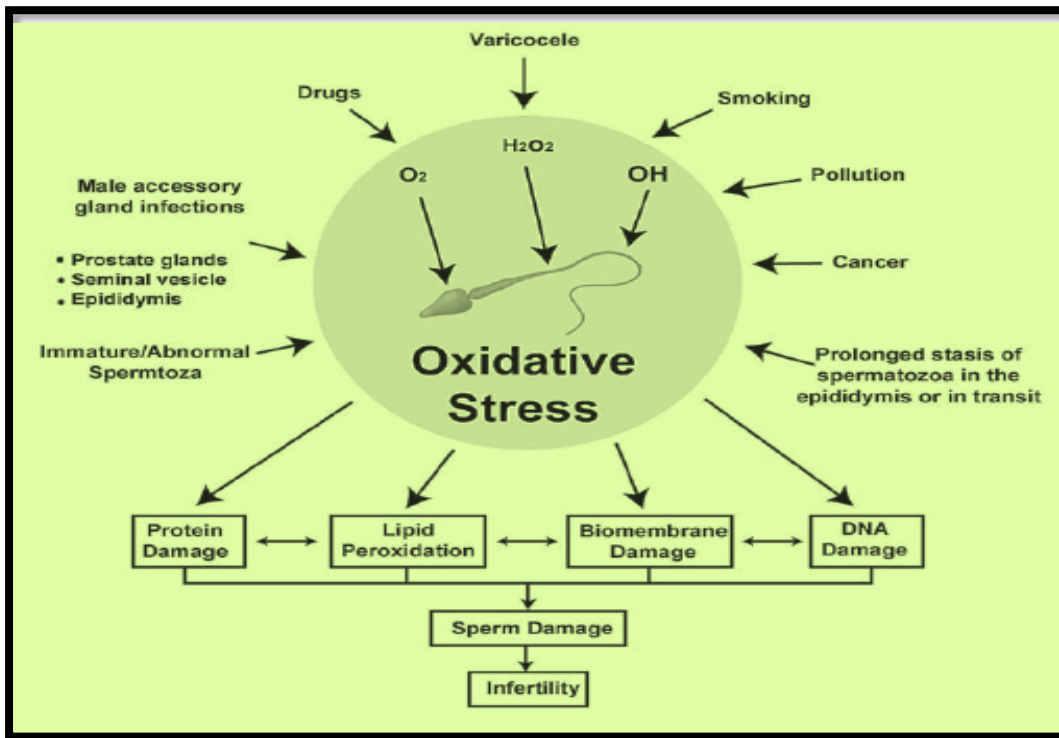 Varicocele
Drugs
Smoking
H2O2
O2
OH
Male accessory
gland infections
• Prostate glands
• Seminal vesicle
• Epididymis
Pollution
Cancer
Immature/Abnormal
Spermtoza
Prolonged stasis of
spermatozoa in the
epididymis or in transit
Oxidative
Stress
Protein
Damage
Lipid
Peroxidation
Biomembrane
Damage
DNA
Damage
Sperm Damage
Infertility